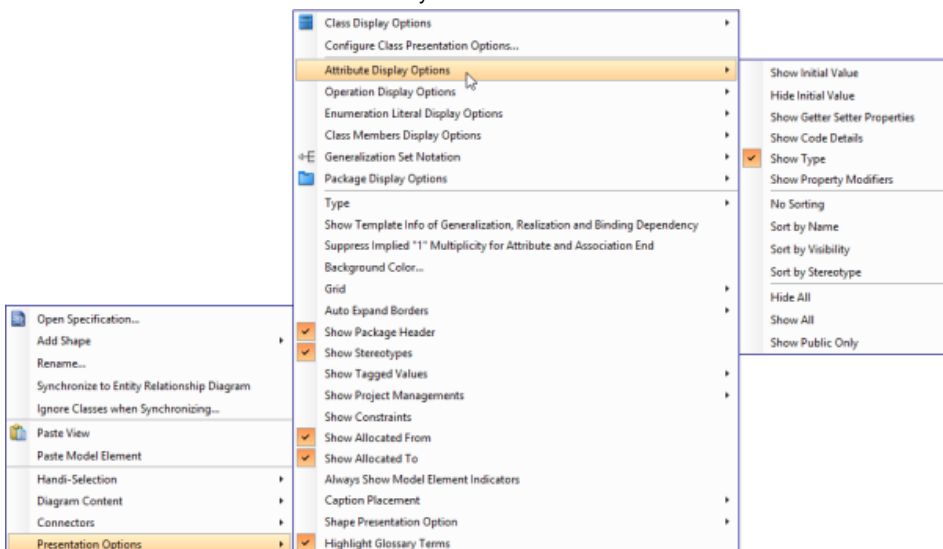 Class Display Options
Configure Class Presentation Options...
Attribute Display Options
Operation Display Options
Enumeration Literal Display Options
Class Members Display Options
Generalization Set Notation
Package Display Options
Type
Show Template Info of Generalization, Realization and Binding Dependency
Suppress Implied "1" Multiplicity for Attribute and Association End
Background Color...
Grid
Auto Expand Borders
Show Package Header
Show Stereotypes
Show Tagged Values
Show Project Managements
Show Constraints
Show Allocated From
Show Allocated To
Always Show Model Element Indicators
Caption Placement
Shape Presentation Option
Highlight Glossary Terms
Show Initial Value
Hide Initial Value
Show Getter Setter Properties
Show Code Details
Show Type
Show Property Modifiers
No Sorting
Sort by Name
Sort by Visibility
Sort by Stereotype
Hide All
Show All
Show Public Only
Open Specification...
Add Shape
Rename...
Synchronize to Entity Relationship Diagram
Ignore Classes when Synchronizing...
Paste View
Paste Model Element
Handi-Selection
Diagram Content
Connectors
Presentation Options